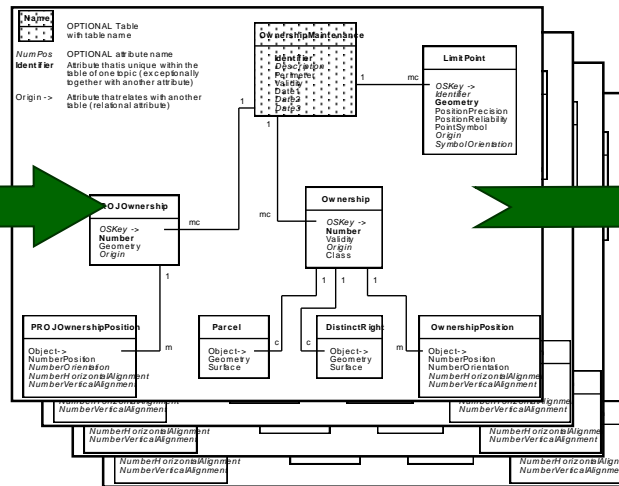 Name
OPTIONAL Table
with table name
NumPos
OPTIONAL attribute name
Identifier
Attribute that is unique within the
table of one topic (exceptionally
together with another attribute)
Origin ->
Attribute that relates with another
table (relational attribute)
OwnershipMaintenance
Identifier
Description
Perimeter
Validity
Date1
Date2
Date3
1
mc
1
1
LimitPoint
OSKey ->
Identifier
Geometry
PositionPrecision
PositionReliability
PointSymbol
Origin
SymbolOrientation
OJOwnership
OSKey ->
Number
Geometry
Origin
mc
1
mc
Ownership
OSKey ->
Number
Validity
Origin
Class
1
1
1
PROJOwnershipPosition
Object->
NumberPosition
NumberOrientation
NumberHorizontalAlignment
NumberVerticalAlignment
m
Parcel
Object->
Geometry
Surface
c
DistinctRight
Object->
Geometry
Surface
c
OwnershipPosition
Object->
NumberPosition
NumberOrientation
NumberHorizontalAlignment
NumberVerticalAlignment
m
NumberVerticalAlignment
NumberVerticalAlignment
NumberHorizontalAlignment
NumberVerticalAlignment
NumberHorizontalAlignm
NumberVerticalAlignment
NumberHorizontalAlignment
NumberVerticalAlignment
NumberHorizontalAlign
NumberVerticalAlignment